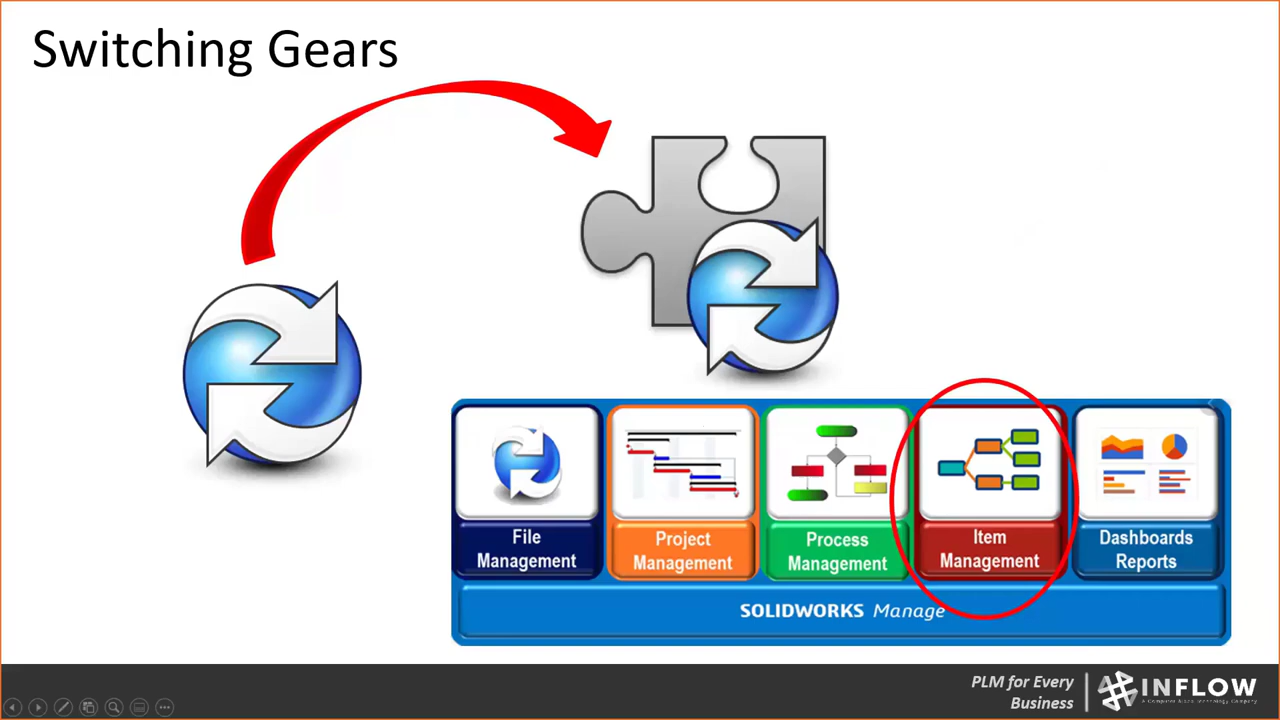 Switching Gears
File
Management
Project
Management
Process
Management
Item
Management
Dashboards
Reports
SOLIDWORKS Manage
PLM for Every
Business
INFLOW